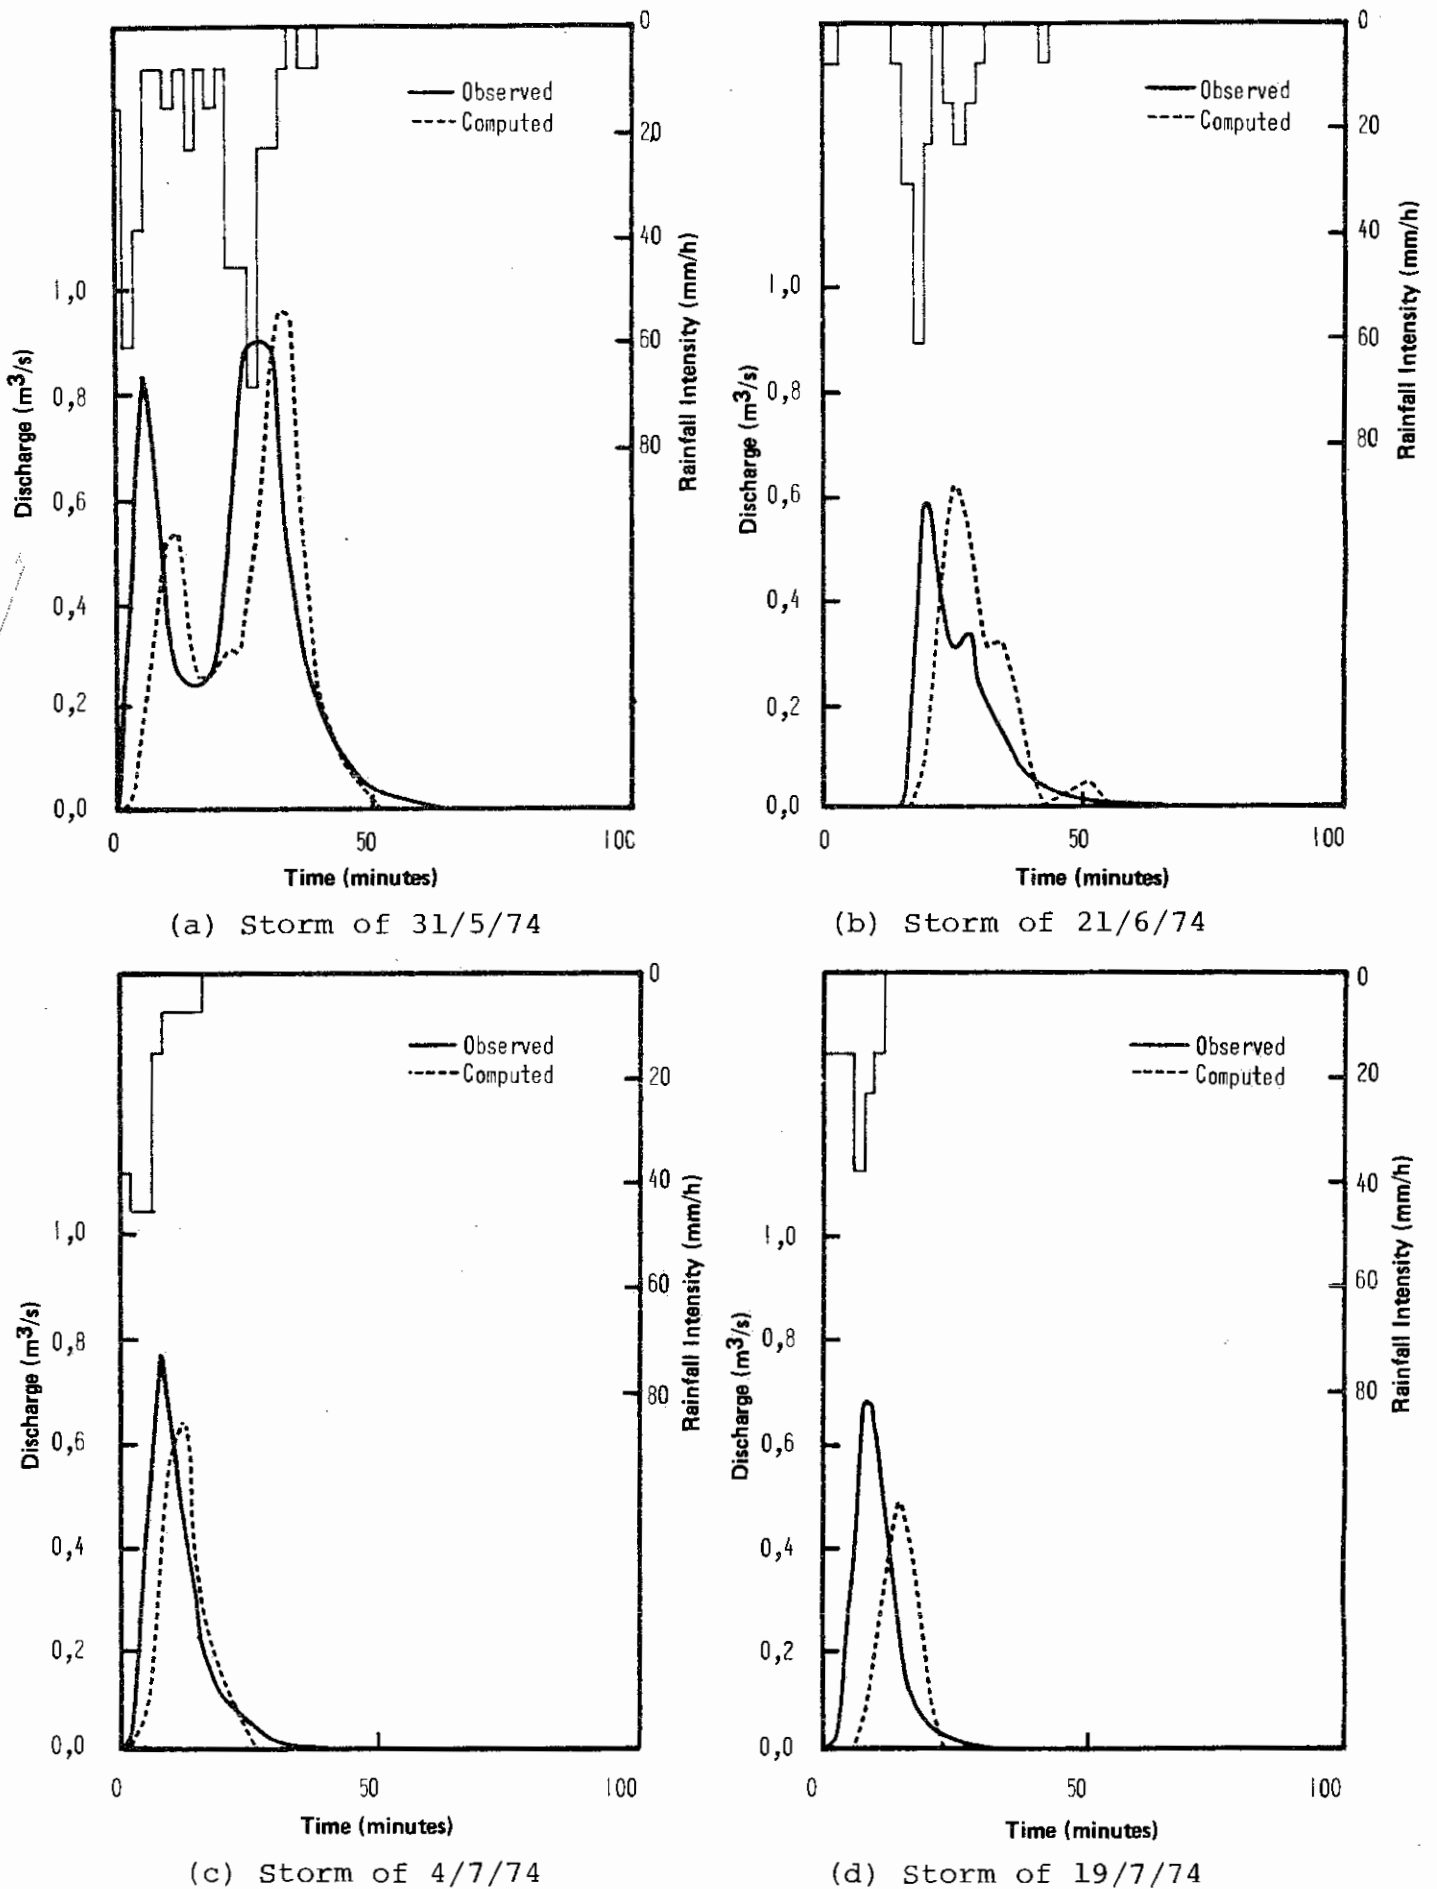 0
20
40
60
80
Rainfall Intensity (mm/h)
Observed
Computed
1,0
0,8
0,6
0,4
0,2
0,0
Discharge (m³/s)
0 50 100
Time (minutes)
(a) Storm of 31/5/74
0
20
40
60
80
Rainfall Intensity (mm/h)
Observed
Computed
1,0
0,8
0,6
0,4
0,2
0,0
Discharge (m³/s)
0 50 100
Time (minutes)
(b) Storm of 21/6/74
0
20
40
60
80
Rainfall Intensity (mm/h)
Observed
Computed
1,0
0,8
0,6
0,4
0,2
0,0
Discharge (m³/s)
0 50 100
Time (minutes)
(c) Storm of 4/7/74
0
20
40
60
80
Rainfall Intensity (mm/h)
Observed
Computed
1,0
0,8
0,6
0,4
0,2
0,0
Discharge (m³/s)
0 50 100
Time (minutes)
(d) Storm of 19/7/74